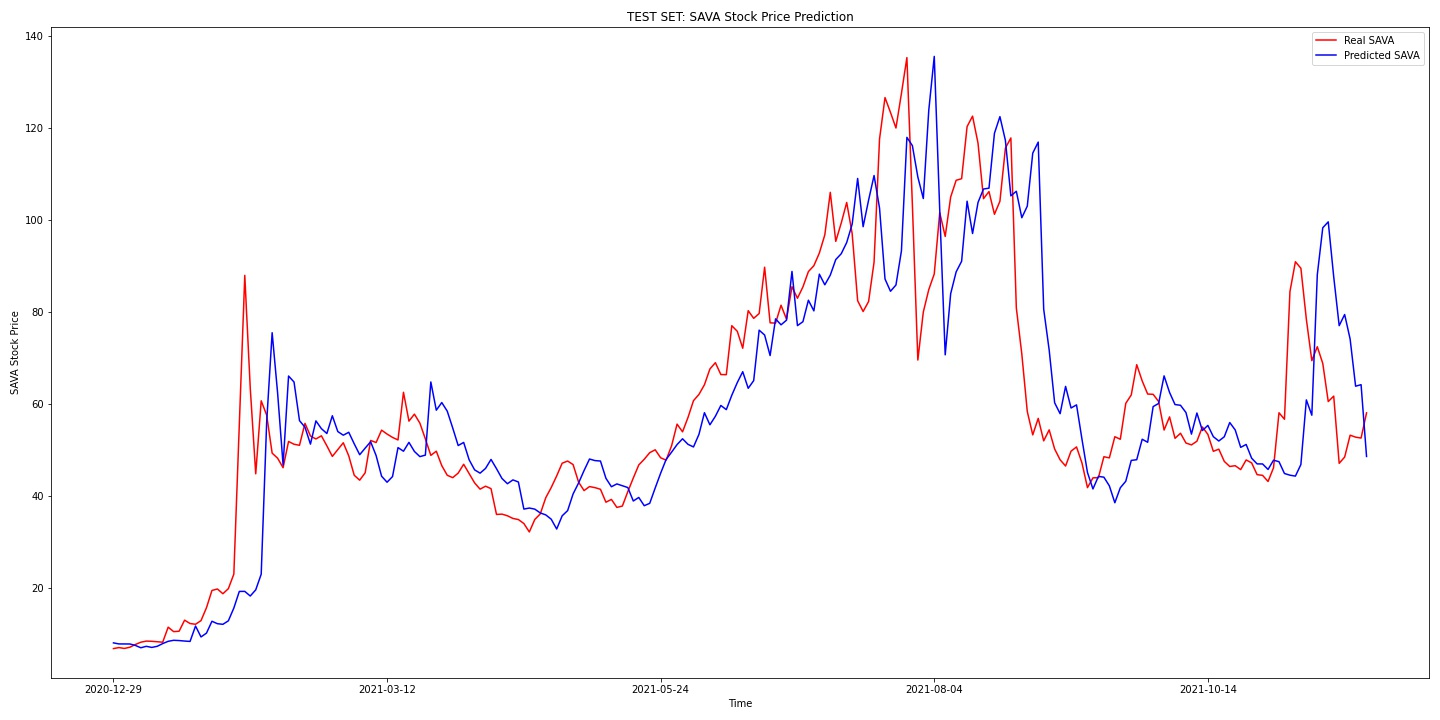 TEST SET: SAVA Stock Price Prediction
Real SAVA
Predicted SAVA
140
120
100
80
60
40
20
SAVA Stock Price
2020-12-29
2021-03-12
2021-05-24
2021-08-04
2021-10-14
Time